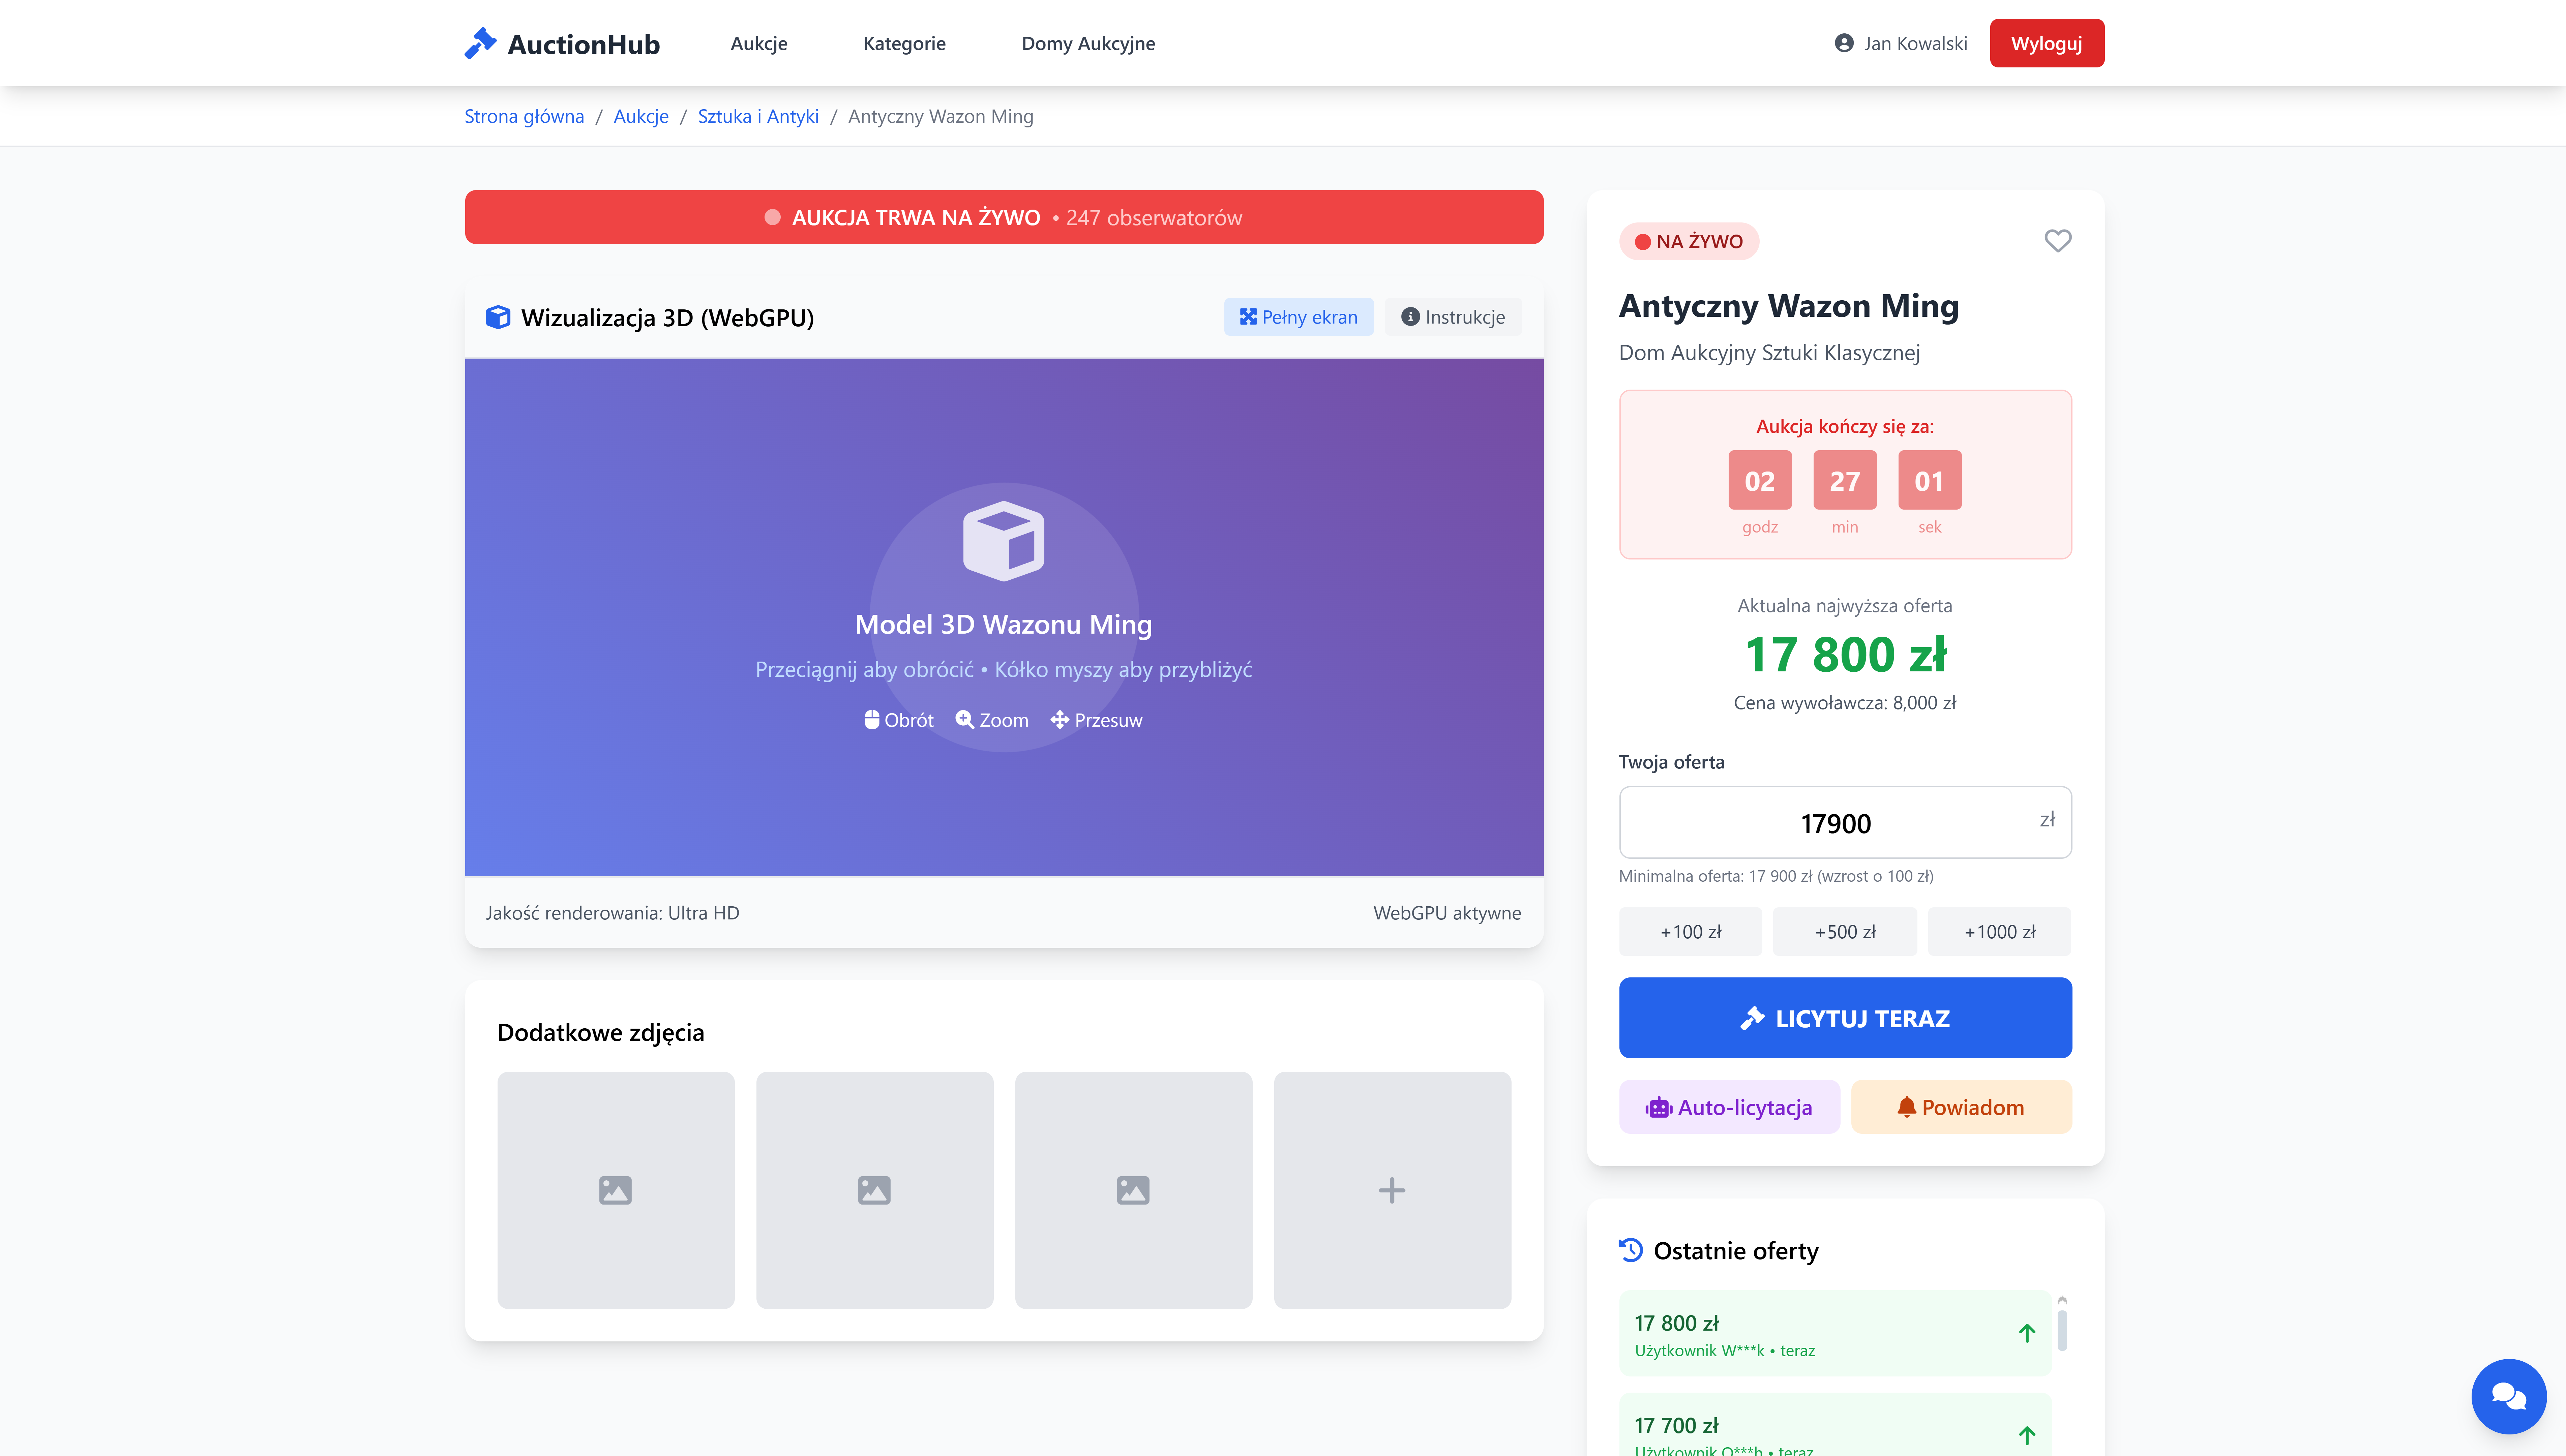 AuctionHub
Aukcje
Kategorie
Domy Aukcyjne
Jan Kowalski
Wyloguj
Strona główna / Aukcje / Sztuka i Antyki / Antyczny Wazon Ming
AUKCJA TRWA NA ŻYWO • 247 obserwatorów
Wizualizacja 3D (WebGPU)
Pełny ekran
Instrukcje
Model 3D Wazonu Ming
Przeciągnij aby obrócić • Kółko myszy aby przybliżyć
Obrót Zoom Przesuw
Jakość renderowania: Ultra HD
WebGPU aktywne
Dodatkowe zdjęcia
NA ŻYWO
Antyczny Wazon Ming
Dom Aukcyjny Sztuki Klasycznej
Aukcja kończy się za:
02 27 01
godz min sek
Aktualna najwyższa oferta
17 800 zł
Cena wywoławcza: 8,000 zł
Twoja oferta
17900 zł
Minimalna oferta: 17 900 zł (wzrost o 100 zł)
+100 zł +500 zł +1000 zł
LICYTUJ TERAZ
Auto-licytacja
Powiadom
Ostatnie oferty
17 800 zł
Użytkownik W***k • teraz
17 700 zł
Użytkownik O***h • teraz